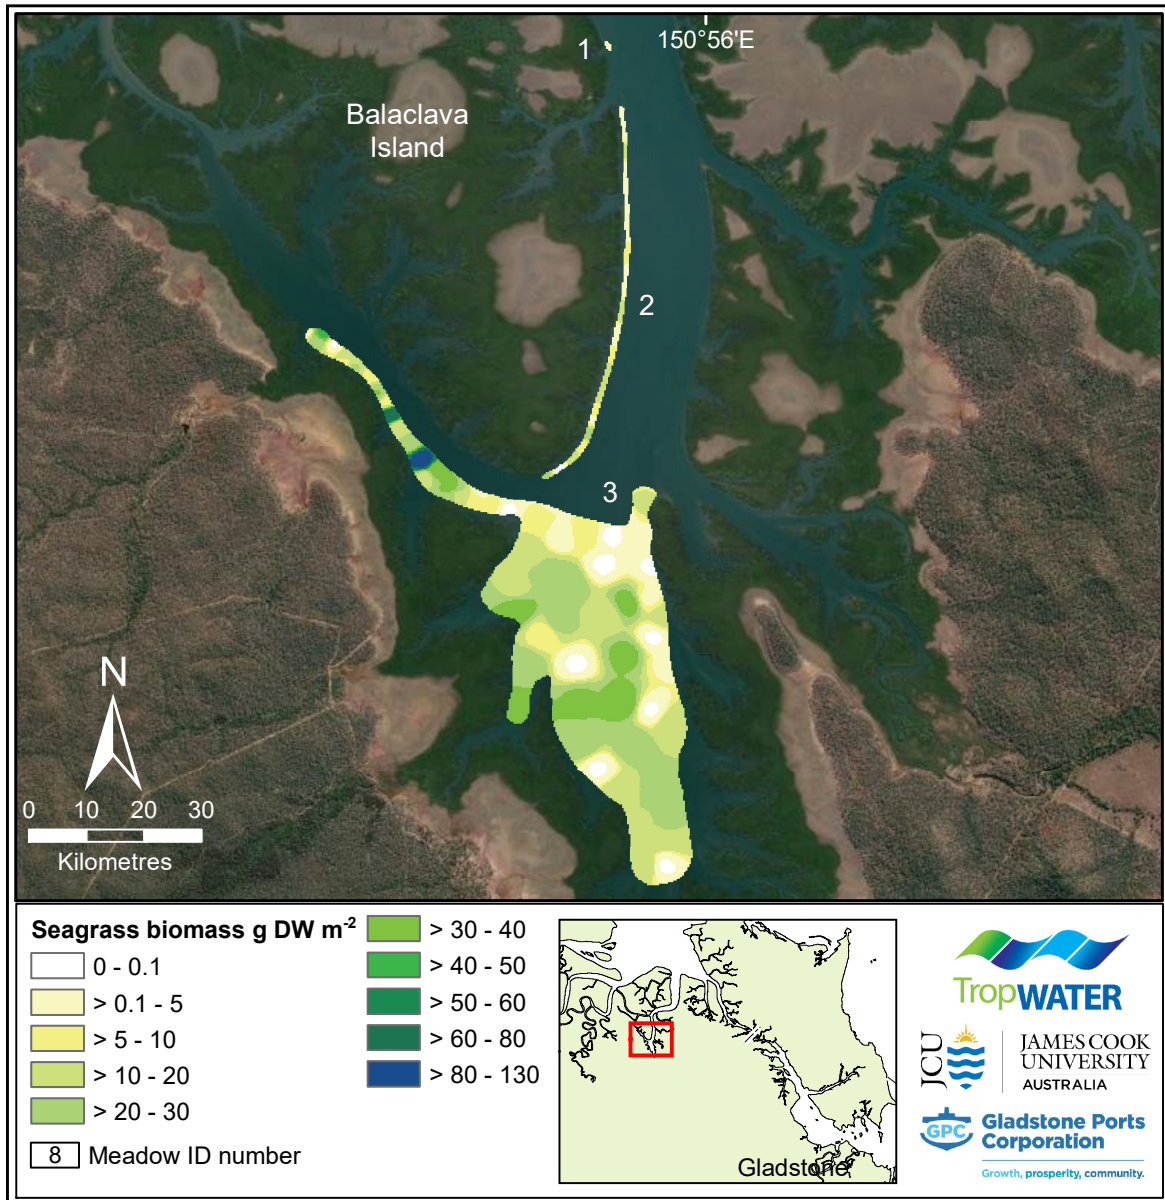 1
150°56'E
Balaclava
Island
2
3
N
0 10 20 30
Kilometres
Seagrass biomass g DW m⁻²
0 - 0.1
> 0.1 - 5
> 5 - 10
> 10 - 20
> 20 - 30
> 30 - 40
> 40 - 50
> 50 - 60
> 60 - 80
> 80 - 130
8 Meadow ID number
Gladstone
TropWATER
JCU
JAMES COOK
UNIVERSITY
AUSTRALIA
GPC
Gladstone Ports
Corporation
Growth, prosperity, community.